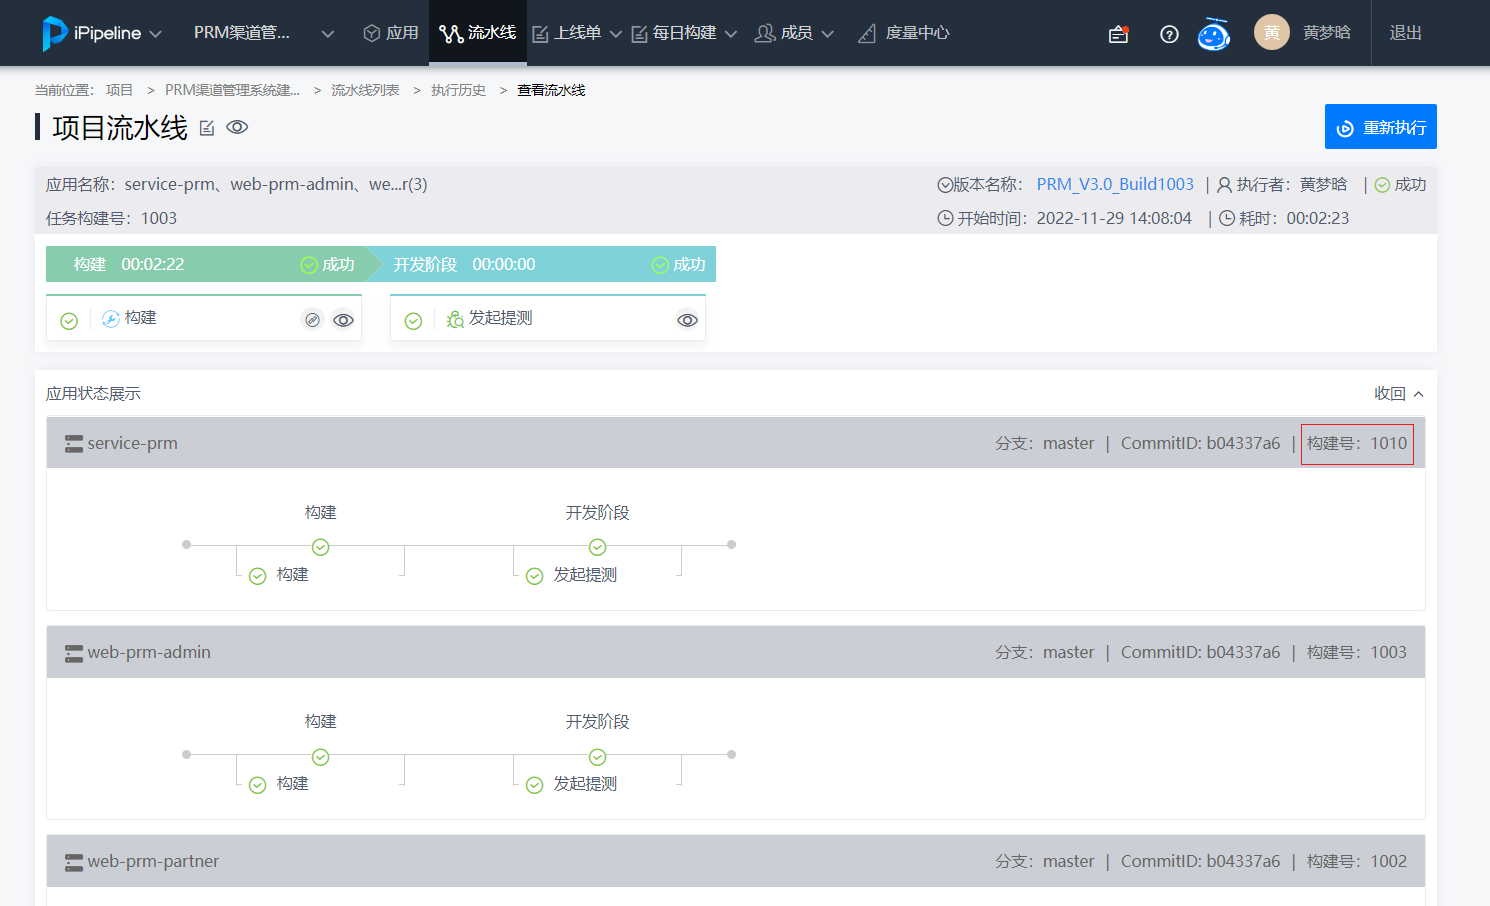 iPipeline PRM渠道管... 应用 流水线 上线单 每日构建 成员 度量中心 黄 黄梦晗 退出
当前位置： 项目 > PRM渠道管理系统建... > 流水线列表 > 执行历史 > 查看流水线
项目流水线 重新执行
应用名称：service-prm、web-prm-admin、we...r(3) 版本名称： PRM_V3.0_Build1003 | 执行者：黄梦晗 | 成功
任务构建号：1003 开始时间：2022-11-29 14:08:04 | 耗时：00:02:23
构建 00:02:22 成功 开发阶段 00:00:00 成功
构建 发起提测
应用状态展示 收回
service-prm 分支：master | CommitID: b04337a6 | 构建号：1010
构建 开发阶段
构建 发起提测
web-prm-admin 分支：master | CommitID: b04337a6 | 构建号：1003
构建 开发阶段
构建 发起提测
web-prm-partner 分支：master | CommitID: b04337a6 | 构建号：1002